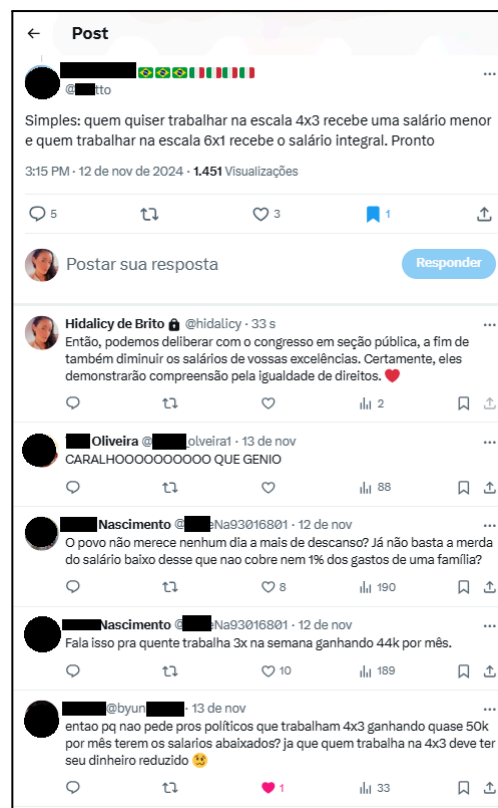 Post
@ tto
Simples: quem quiser trabalhar na escala 4x3 recebe uma salário menor
e quem trabalhar na escala 6x1 recebe o salário integral. Pronto
3:15 PM · 12 de nov de 2024 · 1.451 Visualizações
5 3 1
Postar sua resposta Responder
Hidalicy de Brito @hidalicy · 33 s
Então, podemos deliberar com o congresso em seção pública, a fim de
também diminuir os salários de vossas excelências. Certamente, eles
demonstrarão compreensão pela igualdade de direitos. ❤️
2
Oliveira @ _olveira1 · 13 de nov
CARALHOOOOOOOOOO QUE GENIO
88
Nascimento @ eNa93016801 · 12 de nov
O povo não merece nenhum dia a mais de descanso? Já não basta a merda
do salário baixo desse que nao cobre nem 1% dos gastos de uma família?
8 190
Nascimento @ eNa93016801 · 12 de nov
Fala isso pra quente trabalha 3x na semana ganhando 44k por mês.
10 189
@byun · 13 de nov
entao pq nao pede pros políticos que trabalham 4x3 ganhando quase 50k
por mês terem os salarios abaixados? ja que quem trabalha na 4x3 deve ter
seu dinheiro reduzido 🥴
1 33